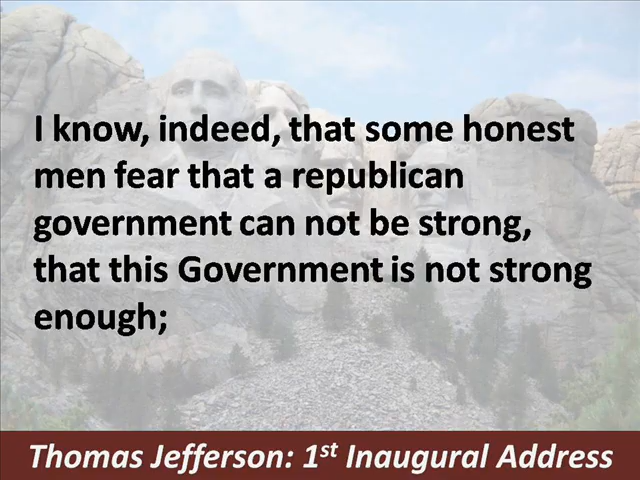 I know, indeed, that some honest
men fear that a republican
government can not be strong,
that this Government is not strong
enough;
Thomas Jefferson: 1st Inaugural Address